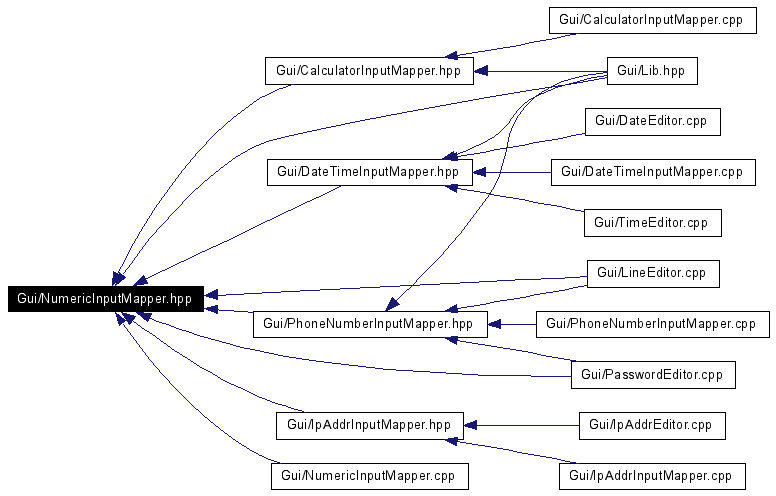 Gui/CalculatorInputMapper.cpp
Gui/CalculatorInputMapper.hpp
Gui/Lib.hpp
Gui/DateEditor.cpp
Gui/DateTimeInputMapper.hpp
Gui/DateTimeInputMapper.cpp
Gui/TimeEditor.cpp
Gui/LineEditor.cpp
Gui/NumericInputMapper.hpp
Gui/PhoneNumberInputMapper.hpp
Gui/PhoneNumberInputMapper.cpp
Gui/PasswordEditor.cpp
Gui/IpAddrInputMapper.hpp
Gui/IpAddrEditor.cpp
Gui/NumericInputMapper.cpp
Gui/IpAddrInputMapper.cpp